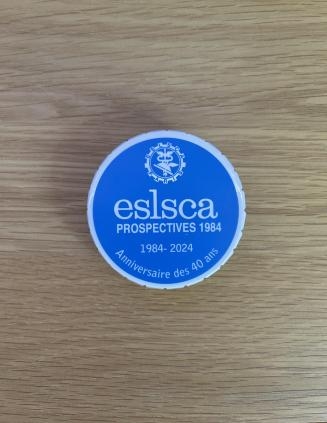 eslsca
PROSPECTIVES 1984
1984- 2024
Anniversaire des 40 ans